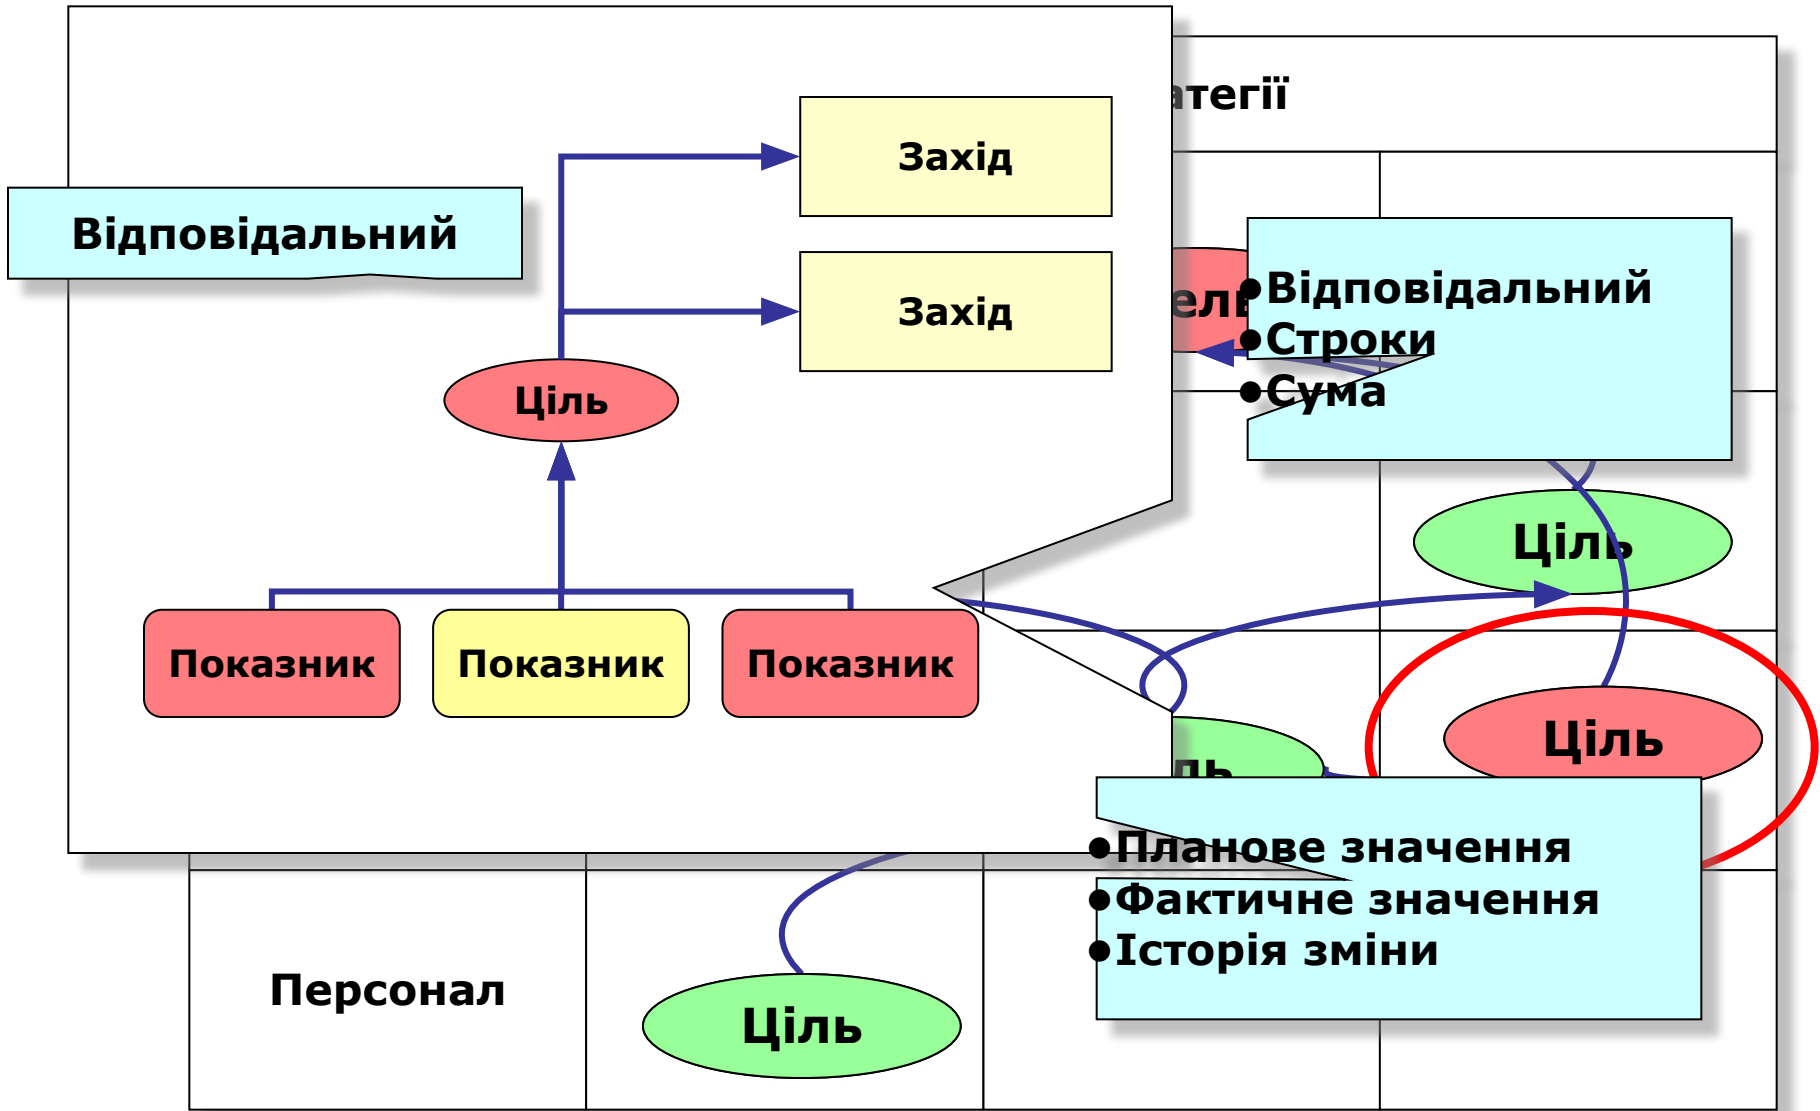 атегії
Захід
Відповідальний
Захід
•Відповідальний
•Строки
•Сума
Ціль
Ціль
Показник
Показник
Показник
Ціль
•Планове значення
•Фактичне значення
•Історія зміни
Персонал
Ціль